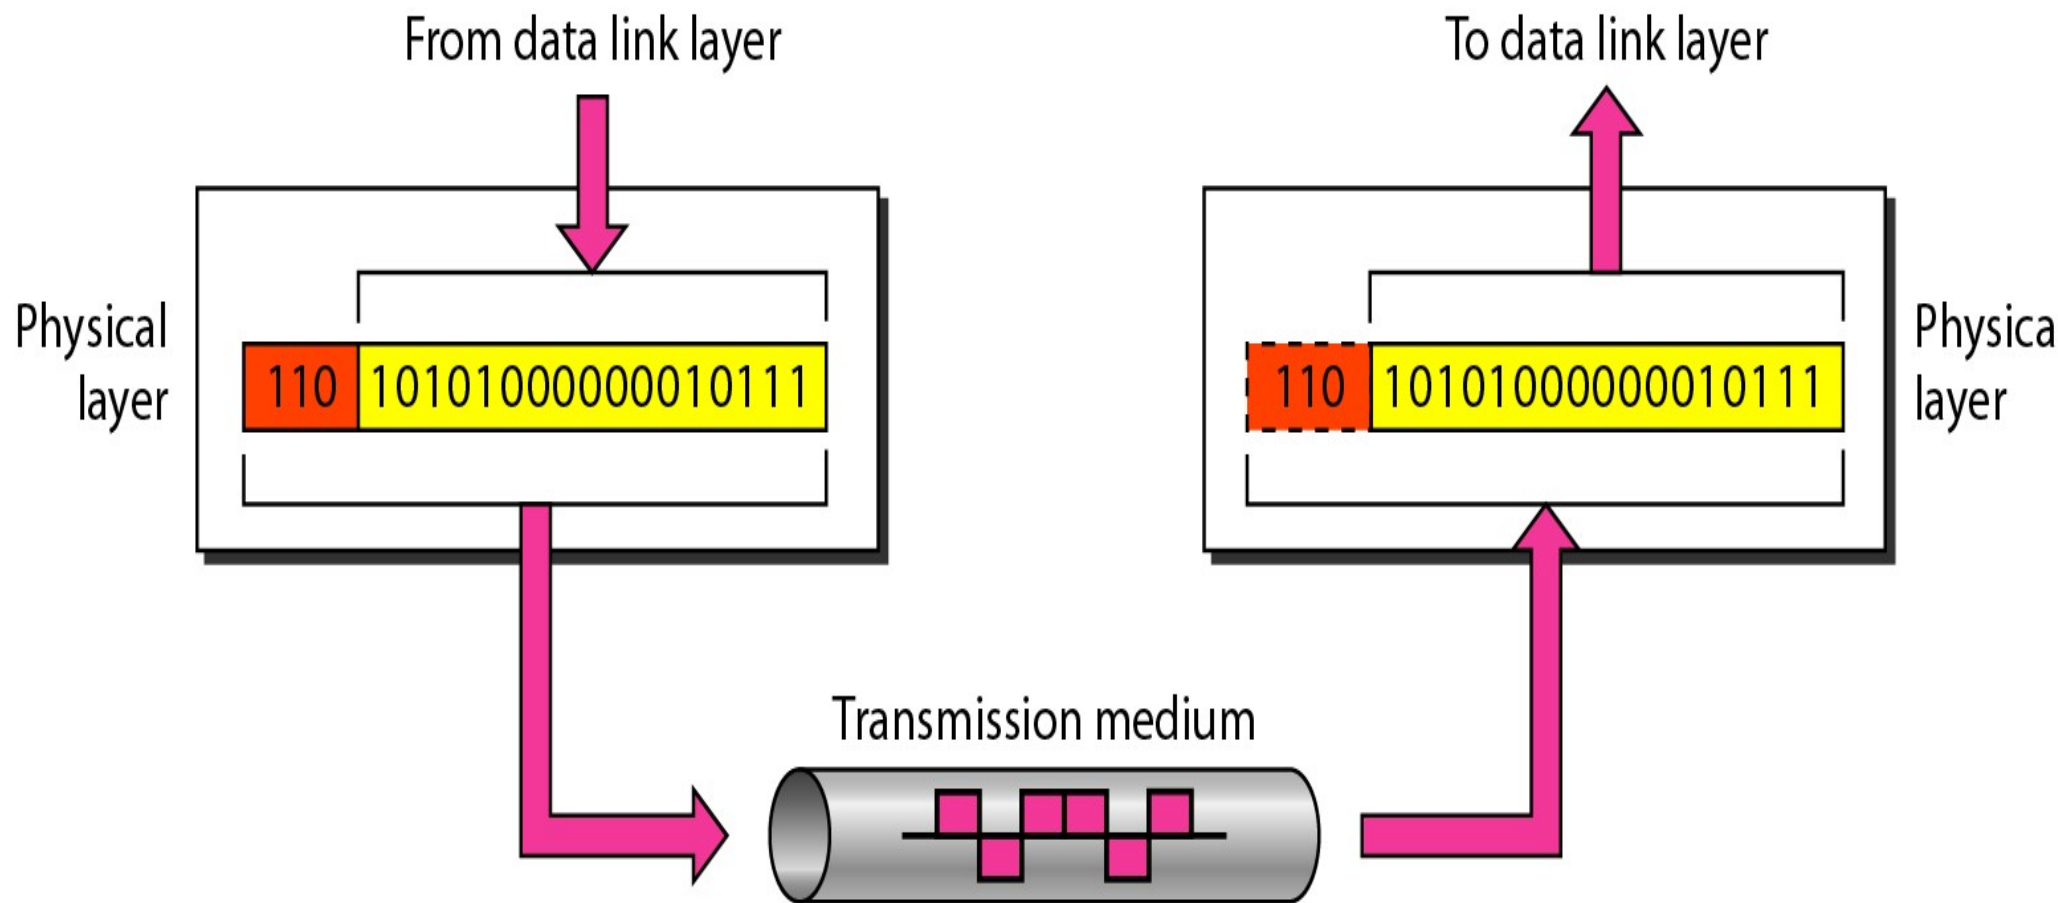 From data link layer
To data link layer
Physical
layer
110 10101000000010111
110 10101000000010111
Physica
layer
Transmission medium